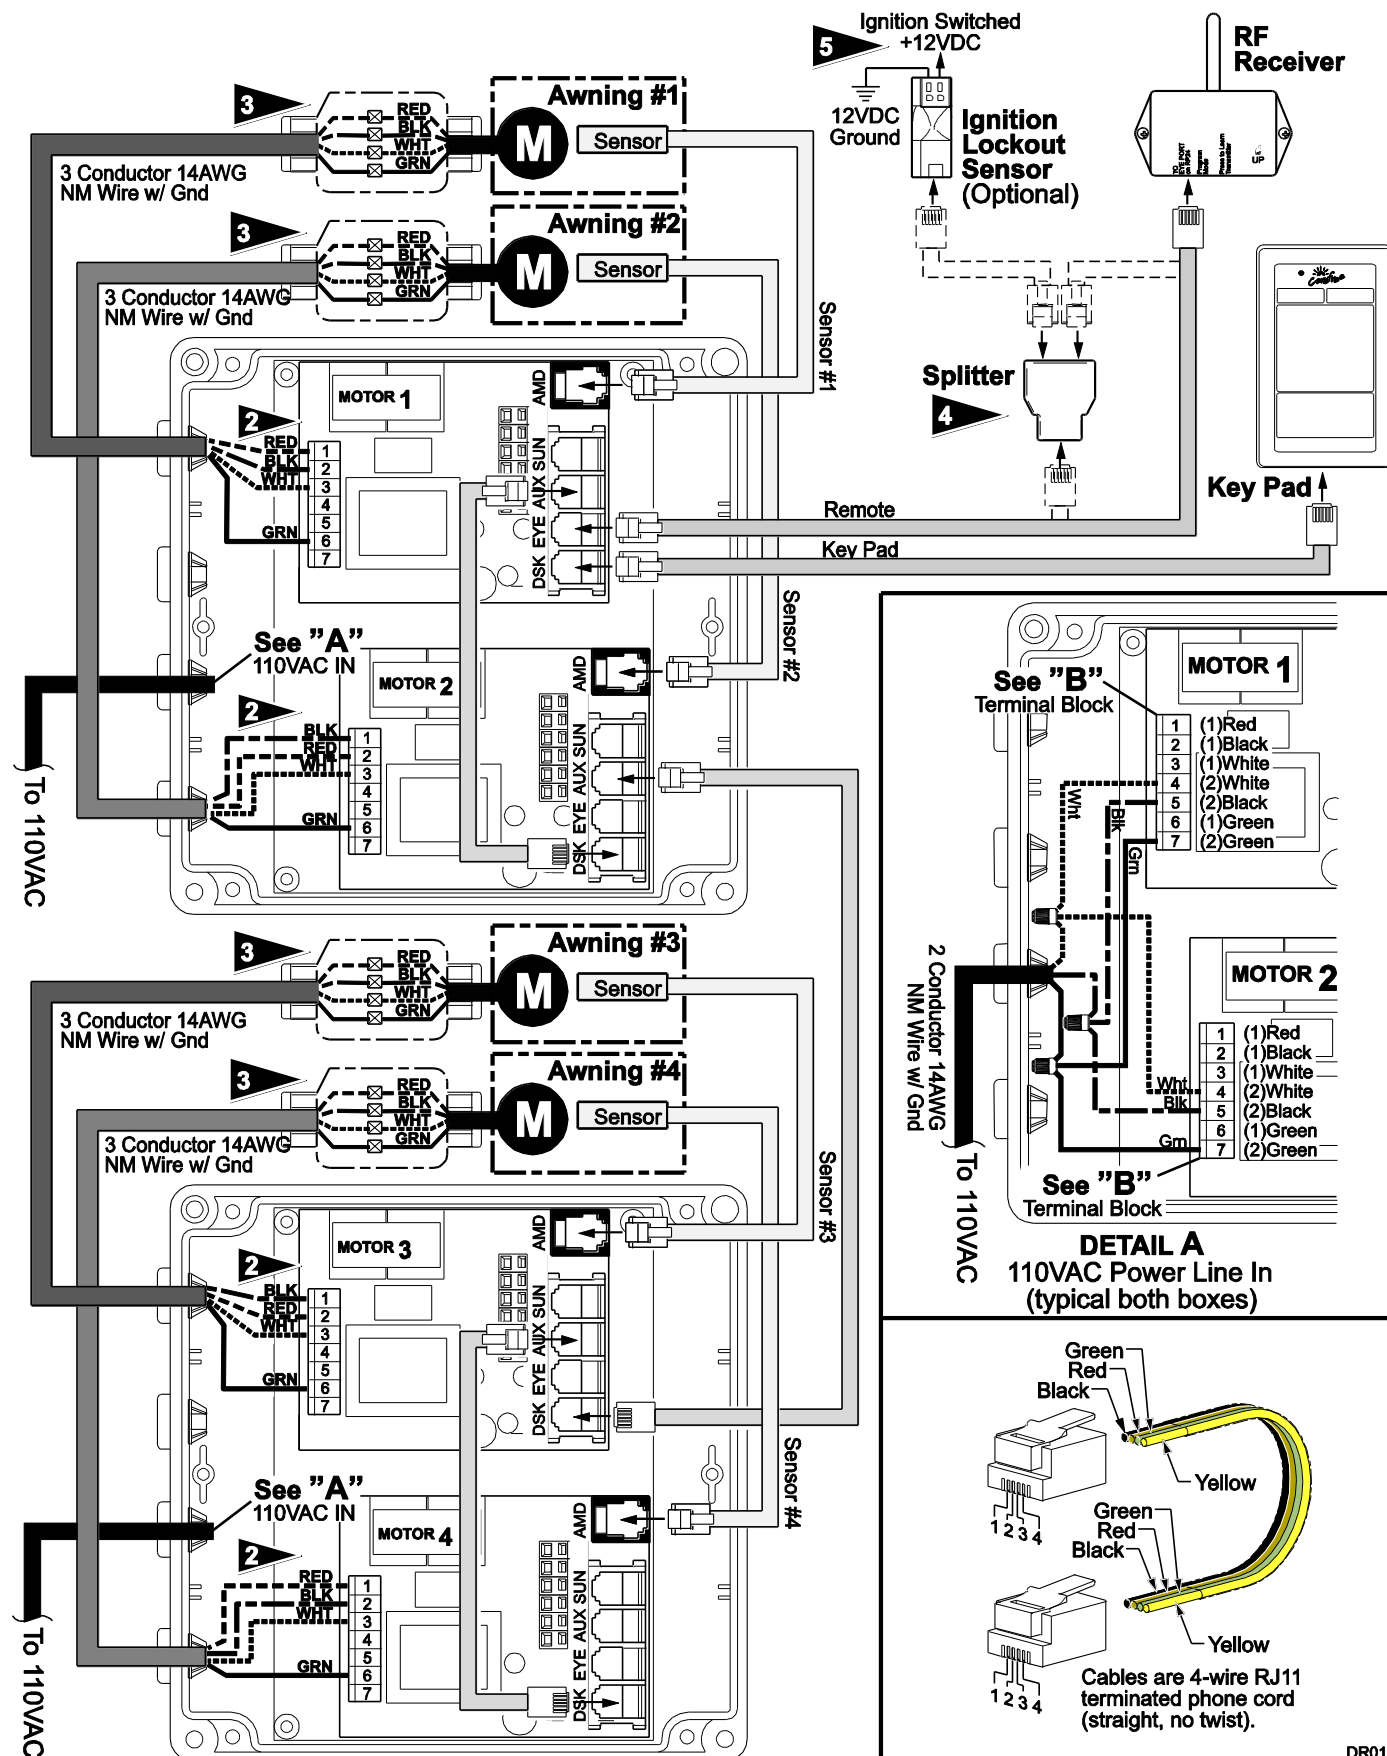 5
Ignition Switched
+12VDC
12VDC
Ground
Ignition
Lockout
Sensor
(Optional)
RF
Receiver
TO
EYE PORT
Program
Mode
Press to Learn
Transmitter
UP
3
RED
BLK
WHT
GRN
M
Awning #1
Sensor
3 Conductor 14AWG
NM Wire w/ Gnd
3
RED
BLK
WHT
GRN
M
Awning #2
Sensor
3 Conductor 14AWG
NM Wire w/ Gnd
Sensor #1
Splitter
4
Key Pad
Remote
Key Pad
Sensor #2
MOTOR 1
2
RED
BLK
WHT
GRN
1
2
3
4
5
6
7
AMD
SUN
AUX
EYE
DSK
See "A"
110VAC IN
To 110VAC
MOTOR 2
2
BLK
RED
WHT
GRN
1
2
3
4
5
6
7
AMD
SUN
AUX
EYE
DSK
3
RED
BLK
WHT
GRN
M
Awning #3
Sensor
3 Conductor 14AWG
NM Wire w/ Gnd
3
RED
BLK
WHT
GRN
M
Awning #4
Sensor
3 Conductor 14AWG
NM Wire w/ Gnd
Sensor #3
Sensor #4
MOTOR 3
2
BLK
RED
WHT
GRN
1
2
3
4
5
6
7
AMD
SUN
AUX
EYE
DSK
See "A"
110VAC IN
To 110VAC
MOTOR 4
2
RED
BLK
WHT
GRN
1
2
3
4
5
6
7
AMD
SUN
AUX
EYE
DSK
See "B"
Terminal Block
MOTOR 1
1 (1)Red
2 (1)Black
3 (1)White
4 (2)White
5 (2)Black
6 (1)Green
7 (2)Green
Wht
Blk
Grn
MOTOR 2
1 (1)Red
2 (1)Black
3 (1)White
4 (2)White
5 (2)Black
6 (1)Green
7 (2)Green
Wht
Blk
Grn
2 Conductor 14AWG
NM Wire w/ Gnd
To 110VAC
See "B"
Terminal Block
DETAIL A
110VAC Power Line In
(typical both boxes)
Green
Red
Black
Yellow
1 2 3 4
Green
Red
Black
Yellow
1 2 3 4
Cables are 4-wire RJ11
terminated phone cord
(straight, no twist).
DR01